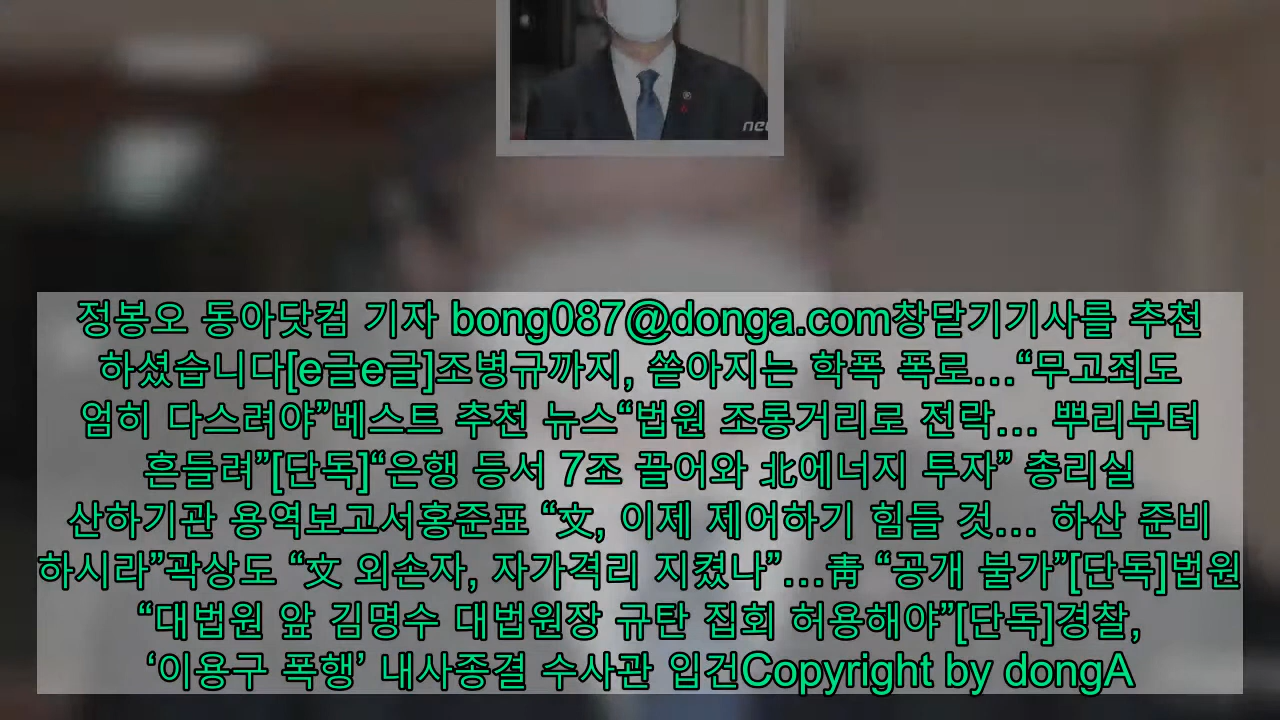 정봉오 동아닷컴 기자 bong087@donga.com창닫기기사를 추천
하셨습니다[e글e글]조병규까지, 쏟아지는 학폭 폭로…“무고죄도
엄히 다스려야”베스트 추천 뉴스“법원 조롱거리로 전락… 뿌리부터
흔들려”[단독]“은행 등서 7조 끌어와 北에너지 투자” 총리실
산하기관 용역보고서홍준표 “文, 이제 제어하기 힘들 것… 하산 준비
하시라”곽상도 “文 외손자, 자가격리 지켰나”…靑 “공개 불가”[단독]법원
“대법원 앞 김명수 대법원장 규탄 집회 허용해야”[단독]경찰,
‘이용구 폭행’ 내사종결 수사관 입건Copyright by dongA